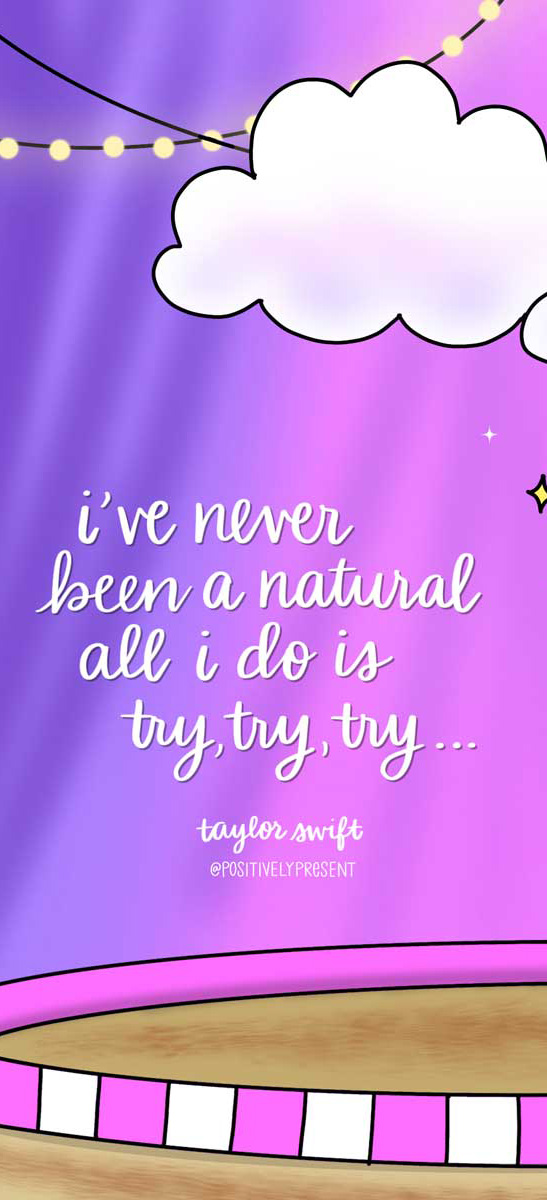 i've never
been a natural
all i do is
try, try, try...
taylor swift
@POSITIVELYPRESENT